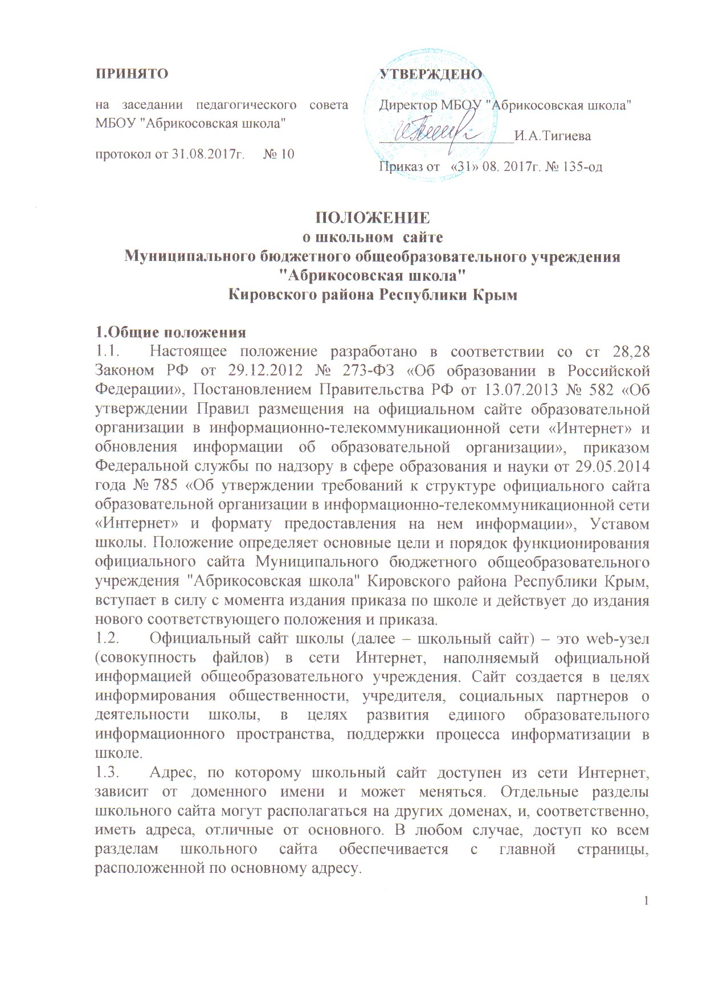 ПРИНЯТО
на заседании педагогического совета
МБОУ "Абрикосовская школа"
протокол от 31.08.2017г. № 10
УТВЕРЖДЕНО
Директор МБОУ "Абрикосовская школа"
___________________И.А.Тигиева
Приказ от «31» 08. 2017г. № 135-од
ПОЛОЖЕНИЕ
о школьном сайте
Муниципального бюджетного общеобразовательного учреждения
"Абрикосовская школа"
Кировского района Республики Крым
1.Общие положения
1.1. Настоящее положение разработано в соответствии со ст 28,28
Законом РФ от 29.12.2012 № 273-ФЗ «Об образовании в Российской
Федерации», Постановлением Правительства РФ от 13.07.2013 № 582 «Об
утверждении Правил размещения на официальном сайте образовательной
организации в информационно-телекоммуникационной сети «Интернет» и
обновления информации об образовательной организации», приказом
Федеральной службы по надзору в сфере образования и науки от 29.05.2014
года № 785 «Об утверждении требований к структуре официального сайта
образовательной организации в информационно-телекоммуникационной сети
«Интернет» и формату предоставления на нем информации», Уставом
школы. Положение определяет основные цели и порядок функционирования
официального сайта Муниципального бюджетного общеобразовательного
учреждения "Абрикосовская школа" Кировского района Республики Крым,
вступает в силу с момента издания приказа по школе и действует до издания
нового соответствующего положения и приказа.
1.2. Официальный сайт школы (далее – школьный сайт) – это web-узел
(совокупность файлов) в сети Интернет, наполняемый официальной
информацией общеобразовательного учреждения. Сайт создается в целях
информирования общественности, учредителя, социальных партнеров о
деятельности школы, в целях развития единого образовательного
информационного пространства, поддержки процесса информатизации в
школе.
1.3. Адрес, по которому школьный сайт доступен из сети Интернет,
зависит от доменного имени и может меняться. Отдельные разделы
школьного сайта могут располагаться на других доменах, и, соответственно,
иметь адреса, отличные от основного. В любом случае, доступ ко всем
разделам школьного сайта обеспечивается с главной страницы,
расположенной по основному адресу.
1